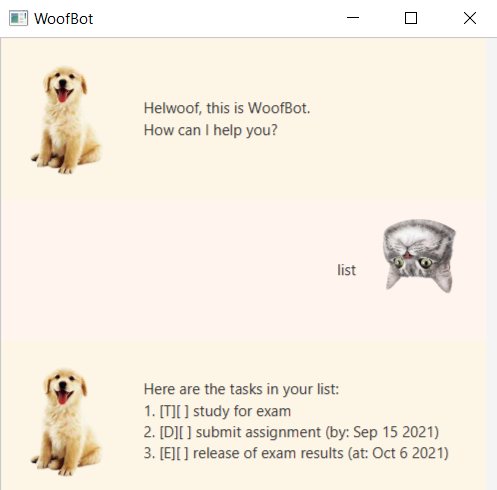 WoofBot
Helwoof, this is WoofBot.
How can I help you?
list
Here are the tasks in your list:
1. [T][ ] study for exam
2. [D][ ] submit assignment (by: Sep 15 2021)
3. [E][ ] release of exam results (at: Oct 6 2021)